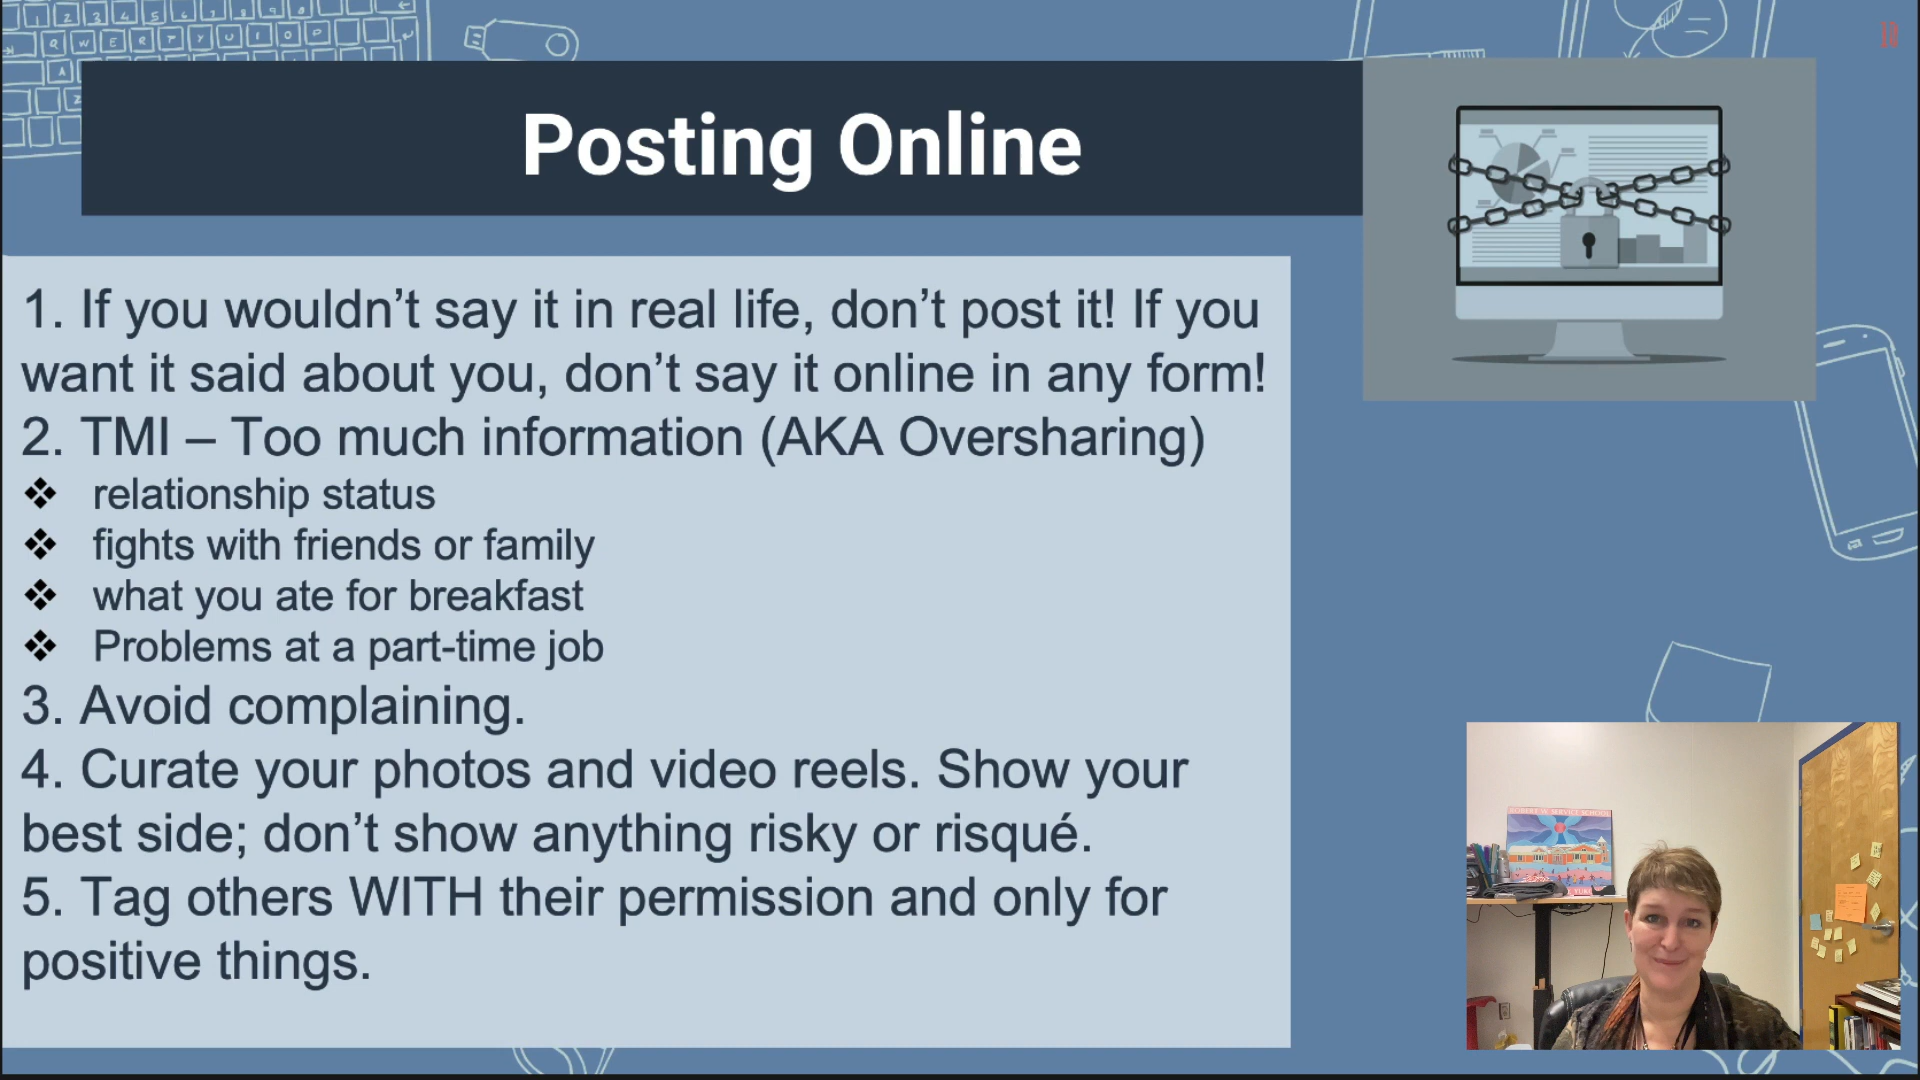 Posting Online
1. If you wouldn’t say it in real life, don’t post it! If you
want it said about you, don’t say it online in any form!
2. TMI – Too much information (AKA Oversharing)
❖ relationship status
❖ fights with friends or family
❖ what you ate for breakfast
❖ Problems at a part-time job
3. Avoid complaining.
4. Curate your photos and video reels. Show your
best side; don’t show anything risky or risqué.
5. Tag others WITH their permission and only for
positive things.